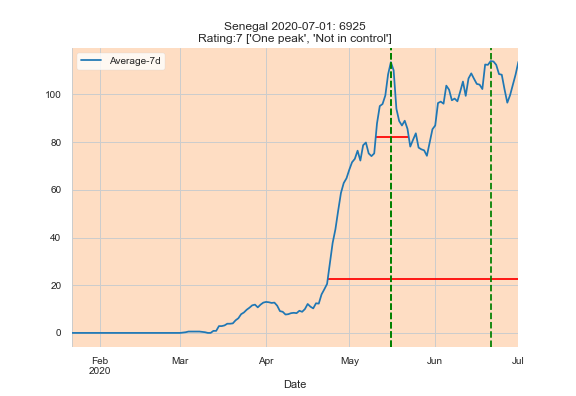 Senegal 2020-07-01: 6925
Rating:7 ['One peak', 'Not in control']
Average-7d
100
80
60
40
20
0
Feb Mar Apr May Jun Jul
2020
Date